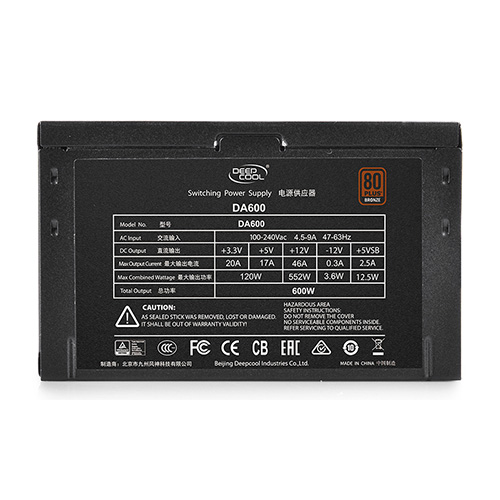 DEEP
COOL
Switching Power Supply 电源供应器
DA600
80
PLUS
BRONZE
Model No. 型号 DA600
AC Input 交流输入 100-240Vac 4.5-9A 47-63Hz
DC Output 直流输出 +3.3V +5V +12V -12V +5VSB
Max Output Current 最大输出电流 20A 17A 46A 0.3A 2.5A
Max Combined Wattage 最大输出功率 120W 552W 3.6W 12.5W
Total Output 总功率 600W
CAUTION:
AS SEALED STICK WAS REMOVED, LOST OR DAMAGED.
IT SHALL BE OUT OF WARRANTY BY AWARE.
HAZARDOUS AREA
SAFETY INSTRUCTIONS:
DO NOT REMOVE THE COVER
NO SERVICEABLE COMPONENTS INSIDE.
REFER SERVICING TO QUALIFIED PERSONNEL.
CCC FC CE CB EAC 10
制造商: 北京市九州风神科技有限公司 Beijing Deepcool Industries Co., Ltd. MADE IN CHINA 中国制造